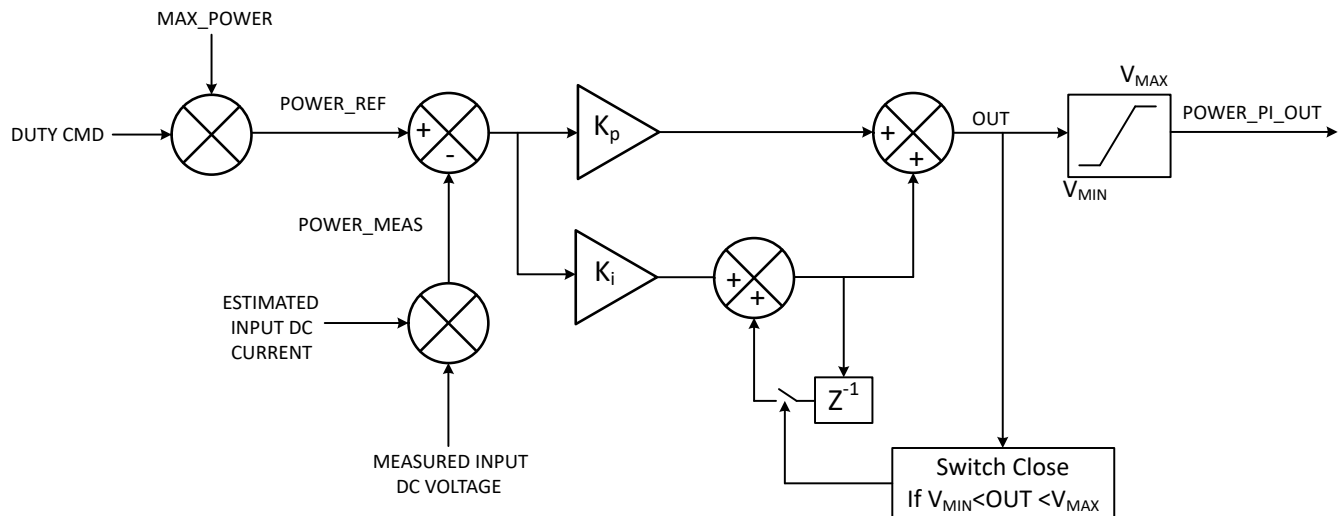 MAX_POWER
DUTY CMD
POWER_REF
+
-
K_p
+
+
OUT
V_MAX
V_MIN
POWER_PI_OUT
POWER_MEAS
K_i
+
+
ESTIMATED
INPUT DC
CURRENT
Z^-1
MEASURED INPUT
DC VOLTAGE
Switch Close
If V_MIN<OUT <V_MAX